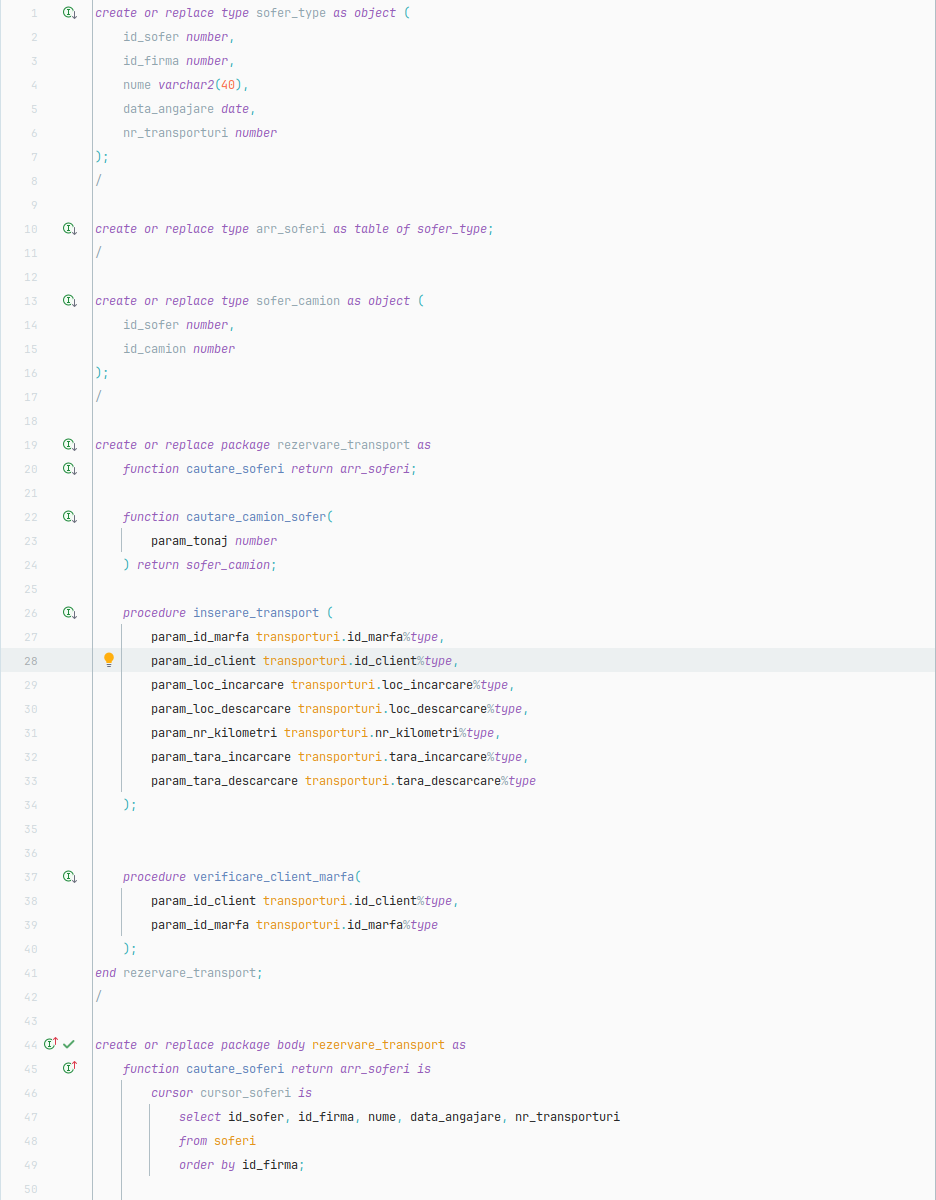 1 create or replace type sofer_type as object (
2     id_sofer number,
3     id_firma number,
4     nume varchar2(40),
5     data_angajare date,
6     nr_transporturi number
7 );
8 /
9
10 create or replace type arr_soferi as table of sofer_type;
11 /
12
13 create or replace type sofer_camion as object (
14     id_sofer number,
15     id_camion number
16 );
17 /
18
19 create or replace package rezervare_transport as
20     function cautare_soferi return arr_soferi;
21
22     function cautare_camion_sofer(
23         param_tonaj number
24     ) return sofer_camion;
25
26     procedure inserare_transport (
27         param_id_marfa transporturi.id_marfa%type,
28         param_id_client transporturi.id_client%type,
29         param_loc_incarcare transporturi.loc_incarcare%type,
30         param_loc_descarcare transporturi.loc_descarcare%type,
31         param_nr_kilometri transporturi.nr_kilometri%type,
32         param_tara_incarcare transporturi.tara_incarcare%type,
33         param_tara_descarcare transporturi.tara_descarcare%type
34     );
35
36
37     procedure verificare_client_marfa(
38         param_id_client transporturi.id_client%type,
39         param_id_marfa transporturi.id_marfa%type
40     );
41 end rezervare_transport;
42 /
43
44 create or replace package body rezervare_transport as
45     function cautare_soferi return arr_soferi is
46         cursor cursor_soferi is
47             select id_sofer, id_firma, nume, data_angajare, nr_transporturi
48             from soferi
49             order by id_firma;
50